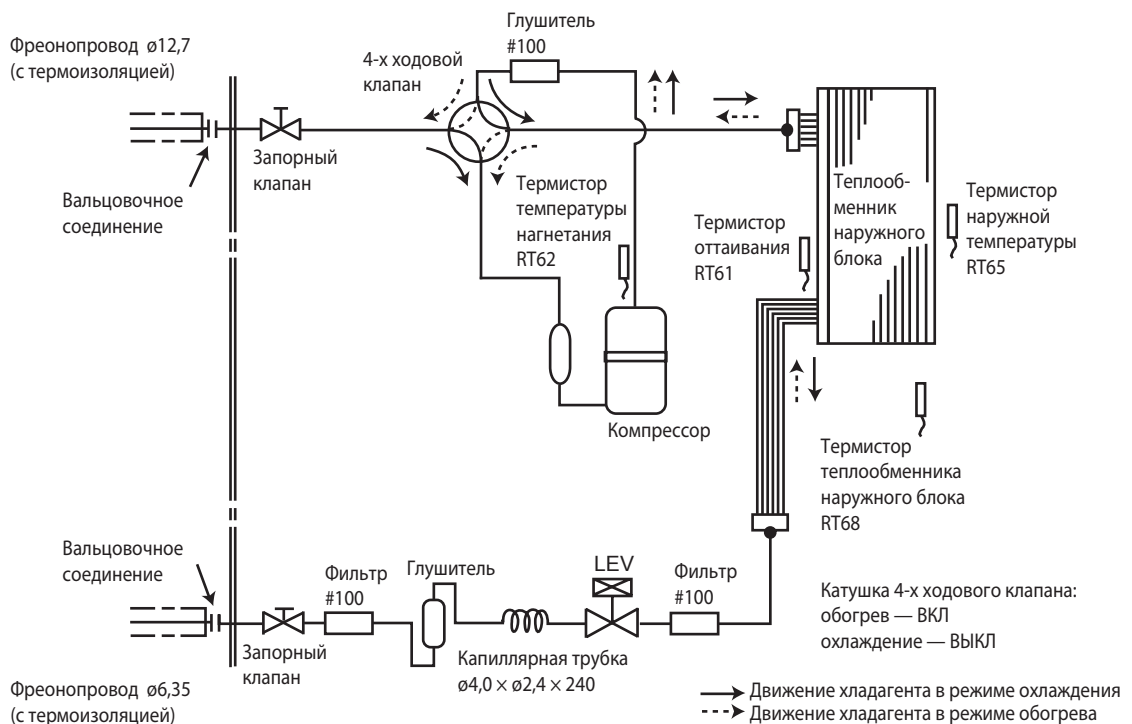 Фреонопровод ø12,7
(с термоизоляцией)
Глушитель
#100
4-х ходовой
клапан
Запорный
клапан
Вальцовочное
соединение
Термистор
температуры
нагнетания
RT62
Термистор
оттаивания
RT61
Теплооб-
менник
наружного
блока
Термистор
наружной
температуры
RT65
Компрессор
Термистор
теплообменника
наружного блока
RT68
Вальцовочное
соединение
Запорный
клапан
Фильтр
#100
Глушитель
Капиллярная трубка
ø4,0 × ø2,4 × 240
LEV
Фильтр
#100
Катушка 4-х ходового клапана:
обогрев — ВКЛ
охлаждение — ВЫКЛ
Фреонопровод ø6,35
(с термоизоляцией)
Движение хладагента в режиме охлаждения
Движение хладагента в режиме обогрева